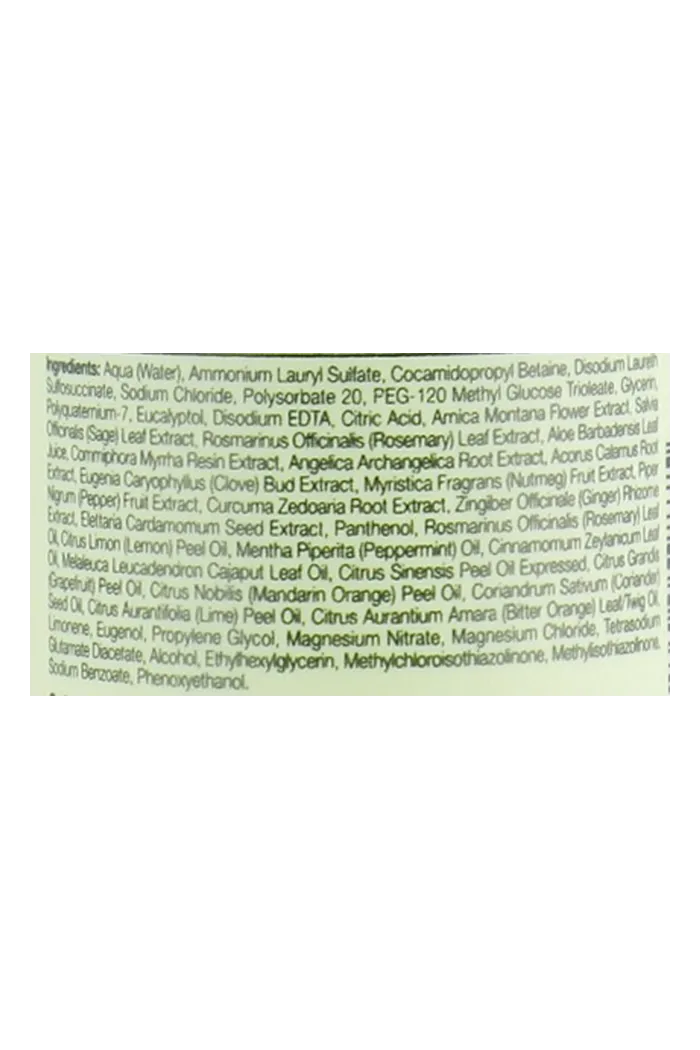 Ingredients: Aqua (Water), Ammonium Lauryl Sulfate, Cocamidopropyl Betaine, Disodium Laureth
Sulfosuccinate, Sodium Chloride, Polysorbate 20, PEG-120 Methyl Glucose Trioleate, Glycerin,
Polyquaternium-7, Eucalyptol, Disodium EDTA, Citric Acid, Arnica Montana Flower Extract, Salvia
Officinalis (Sage) Leaf Extract, Rosmarinus Officinalis (Rosemary) Leaf Extract, Aloe Barbadensis Leaf
Juice, Commiphora Myrrha Resin Extract, Angelica Archangelica Root Extract, Acorus Calamus Root
Extract, Eugenia Caryophyllus (Clove) Bud Extract, Myristica Fragrans (Nutmeg) Fruit Extract, Piper
Nigrum (Pepper) Fruit Extract, Curcuma Zedoaria Root Extract, Zingiber Officinale (Ginger) Rhizome
Extract, Elettaria Cardamomum Seed Extract, Panthenol, Rosmarinus Officinalis (Rosemary) Leaf
Oil, Citrus Limon (Lemon) Peel Oil, Mentha Piperita (Peppermint) Oil, Cinnamomum Zeylanicum Leaf
Oil, Melaleuca Leucadendron Cajaput Leaf Oil, Citrus Sinensis Peel Oil Expressed, Citrus Grandis
(Grapefruit) Peel Oil, Citrus Nobilis (Mandarin Orange) Peel Oil, Coriandrum Sativum (Coriander)
Seed Oil, Citrus Aurantifolia (Lime) Peel Oil, Citrus Aurantium Amara (Bitter Orange) Leaf/Twig Oil,
Limonene, Eugenol, Propylene Glycol, Magnesium Nitrate, Magnesium Chloride, Tetrasodium
Glutamate Diacetate, Alcohol, Ethylhexylglycerin, Methylchloroisothiazolinone, Methylisothiazolinone,
Sodium Benzoate, Phenoxyethanol.